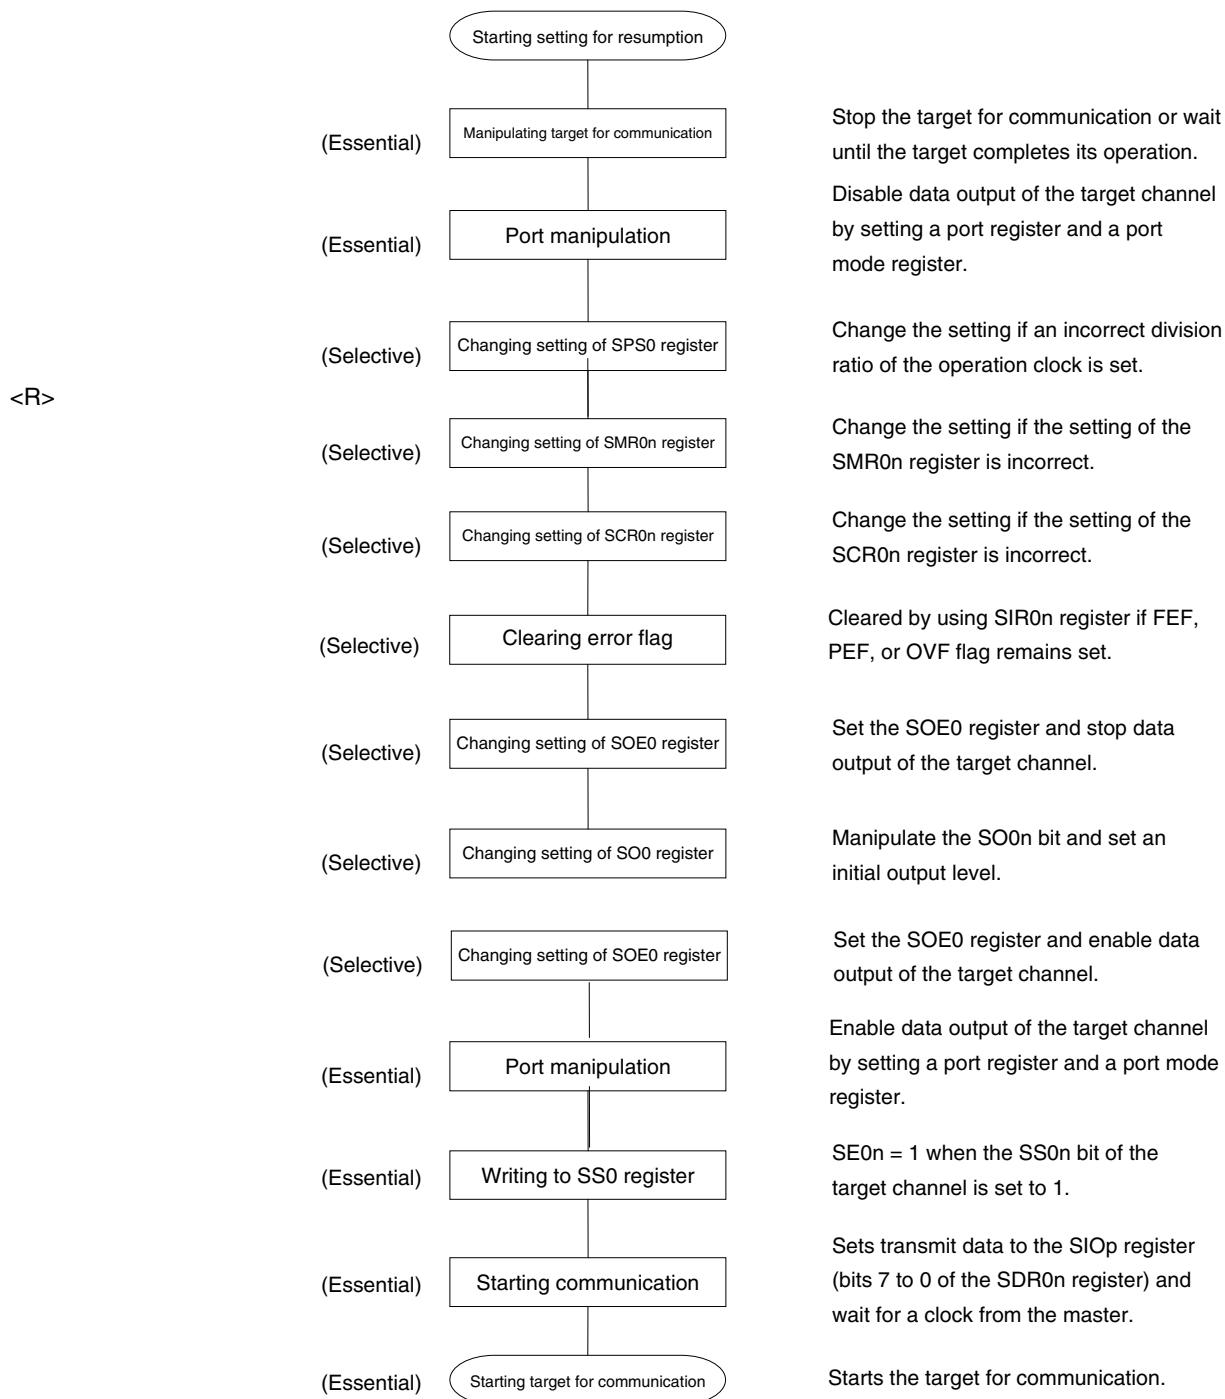 Starting setting for resumption
(Essential)
Manipulating target for communication
Stop the target for communication or wait
until the target completes its operation.
(Essential)
Port manipulation
Disable data output of the target channel
by setting a port register and a port
mode register.
(Selective)
Changing setting of SPS0 register
Change the setting if an incorrect division
ratio of the operation clock is set.
<R>
(Selective)
Changing setting of SMR0n register
Change the setting if the setting of the
SMR0n register is incorrect.
(Selective)
Changing setting of SCR0n register
Change the setting if the setting of the
SCR0n register is incorrect.
(Selective)
Clearing error flag
Cleared by using SIR0n register if FEF,
PEF, or OVF flag remains set.
(Selective)
Changing setting of SOE0 register
Set the SOE0 register and stop data
output of the target channel.
(Selective)
Changing setting of SO0 register
Manipulate the SO0n bit and set an
initial output level.
(Selective)
Changing setting of SOE0 register
Set the SOE0 register and enable data
output of the target channel.
(Essential)
Port manipulation
Enable data output of the target channel
by setting a port register and a port mode
register.
(Essential)
Writing to SS0 register
SE0n = 1 when the SS0n bit of the
target channel is set to 1.
(Essential)
Starting communication
Sets transmit data to the SIOp register
(bits 7 to 0 of the SDR0n register) and
wait for a clock from the master.
(Essential)
Starting target for communication
Starts the target for communication.